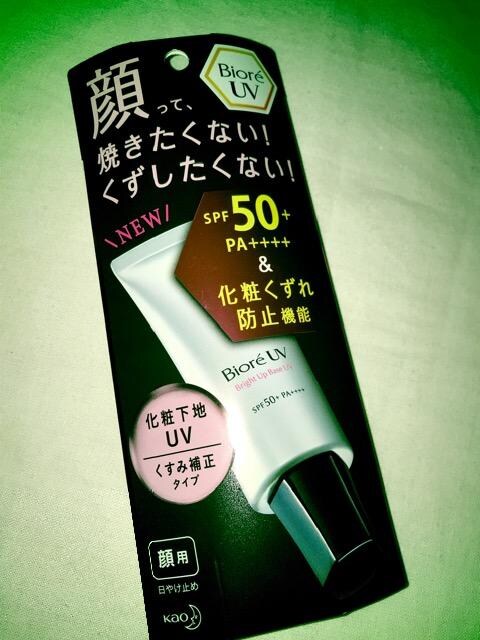 Bioré
UV
顔って、
焼きたくない!
くずしたくない!
NEW
SPF50+
PA++++
&
化粧くずれ
防止機能
Bioré UV
Bright Up Base UV
SPF50+ PA++++
化粧下地
UV
くすみ補正
タイプ
顔用
日やけ止め
Kao